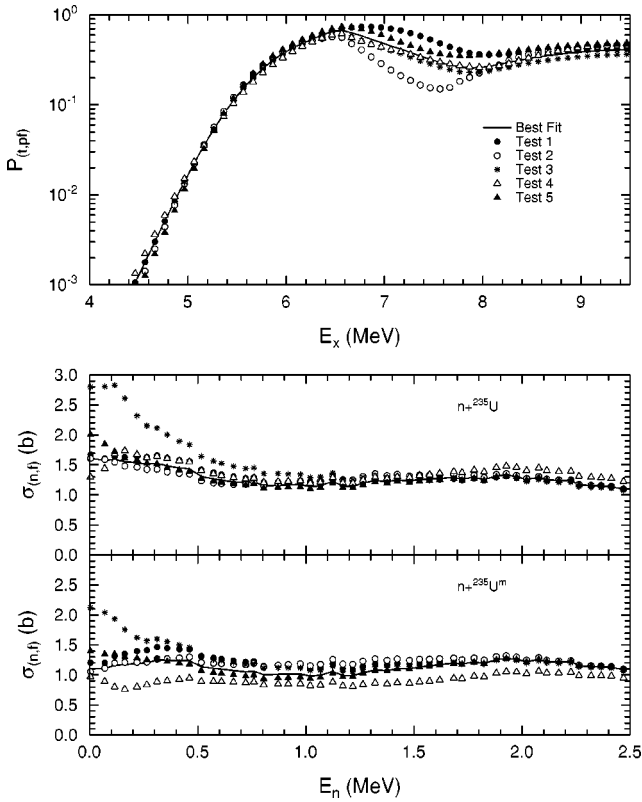 10⁰
10⁻¹
10⁻²
10⁻³
P(t,pf)
Best Fit
Test 1
Test 2
Test 3
Test 4
Test 5
4 5 6 7 8 9
Eₓ (MeV)
3.0
2.5
2.0
1.5
1.0
0.5
0.0
σ(n,f) (b)
n+²³⁵U
2.5
2.0
1.5
1.0
0.5
0.0
σ(n,f) (b)
n+²³⁵Uᵐ
0.0 0.5 1.0 1.5 2.0 2.5
Eₙ (MeV)